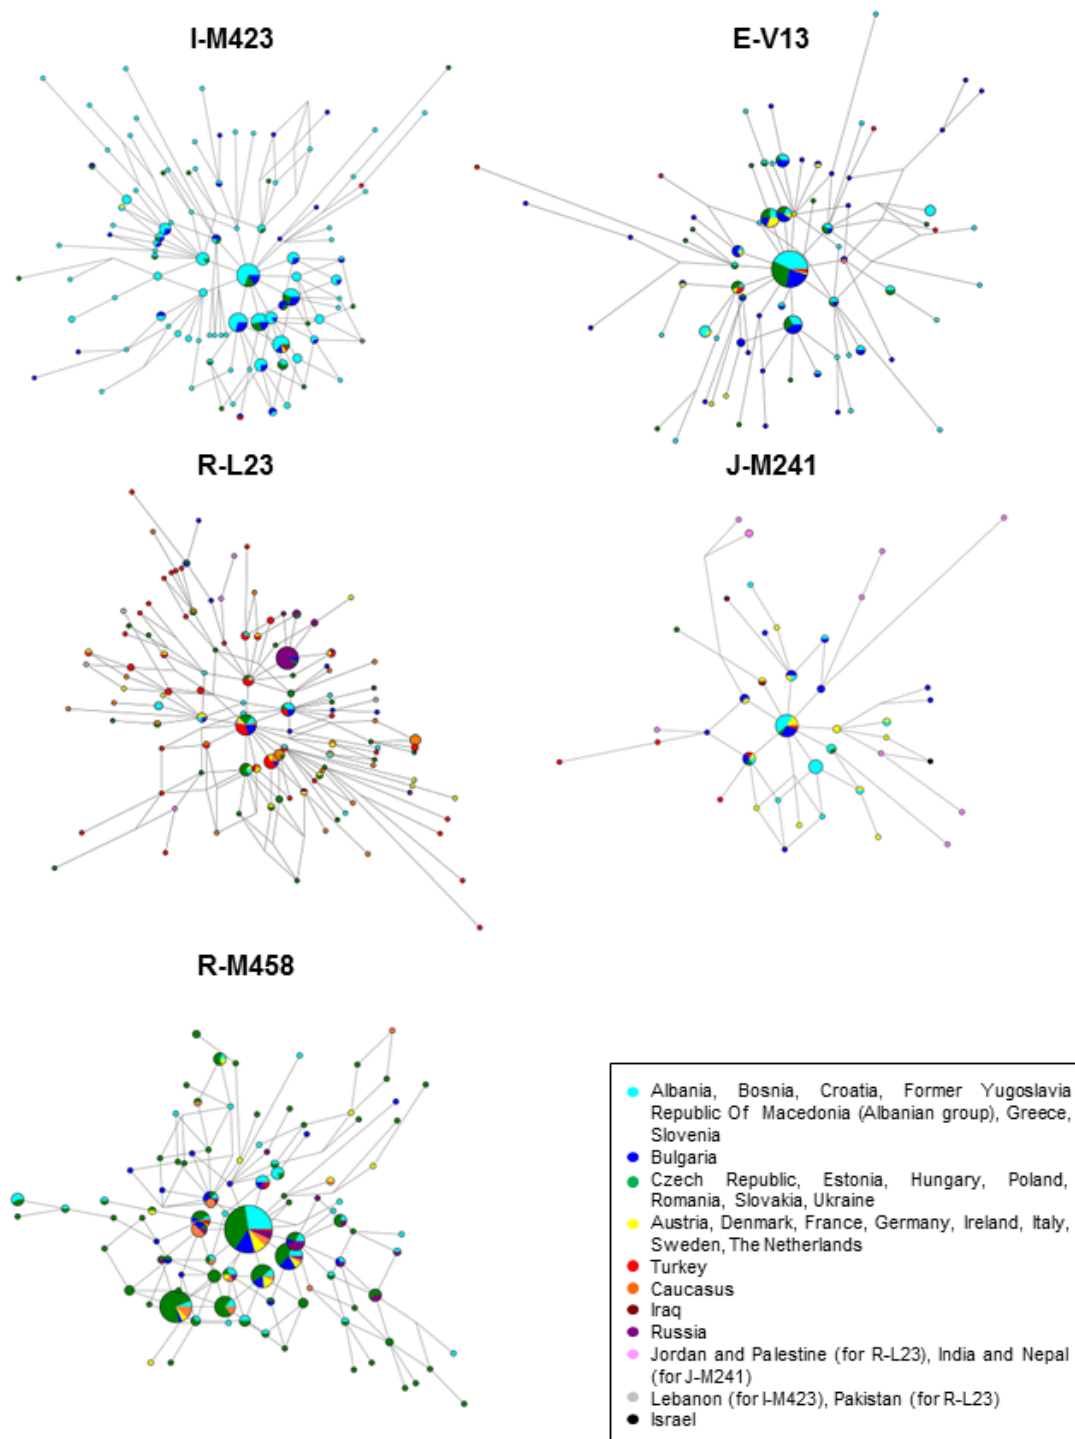 I-M423
E-V13
R-L23
J-M241
R-M458
Albania, Bosnia, Croatia, Former Yugoslavia
Republic Of Macedonia (Albanian group), Greece,
Slovenia
Bulgaria
Czech Republic, Estonia, Hungary, Poland,
Romania, Slovakia, Ukraine
Austria, Denmark, France, Germany, Ireland, Italy,
Sweden, The Netherlands
Turkey
Caucasus
Iraq
Russia
Jordan and Palestine (for R-L23), India and Nepal
(for J-M241)
Lebanon (for I-M423), Pakistan (for R-L23)
Israel